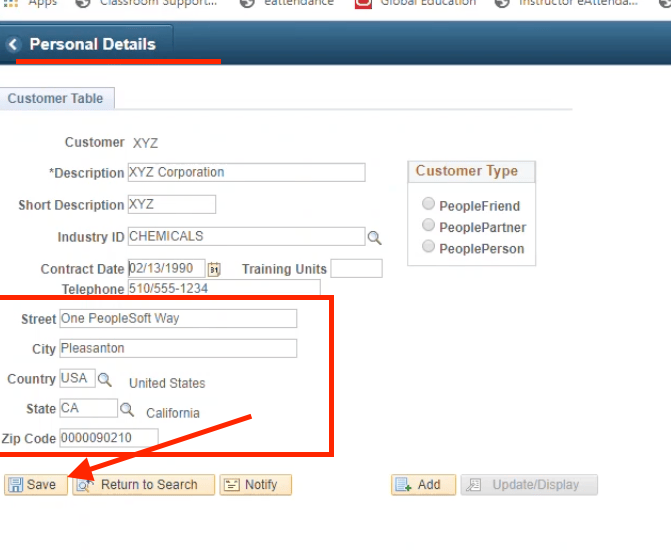 Apps Classroom Support... eattendance Global Education Instructor eAttenda...
Personal Details
Customer Table
Customer XYZ
*Description XYZ Corporation
Short Description XYZ
Industry ID CHEMICALS
Contract Date 02/13/1990 31 Training Units
Telephone 510/555-1234
Customer Type
PeopleFriend
PeoplePartner
PeoplePerson
Street One PeopleSoft Way
City Pleasanton
Country USA United States
State CA California
Zip Code 0000090210
Save Return to Search Notify Add Update/Display